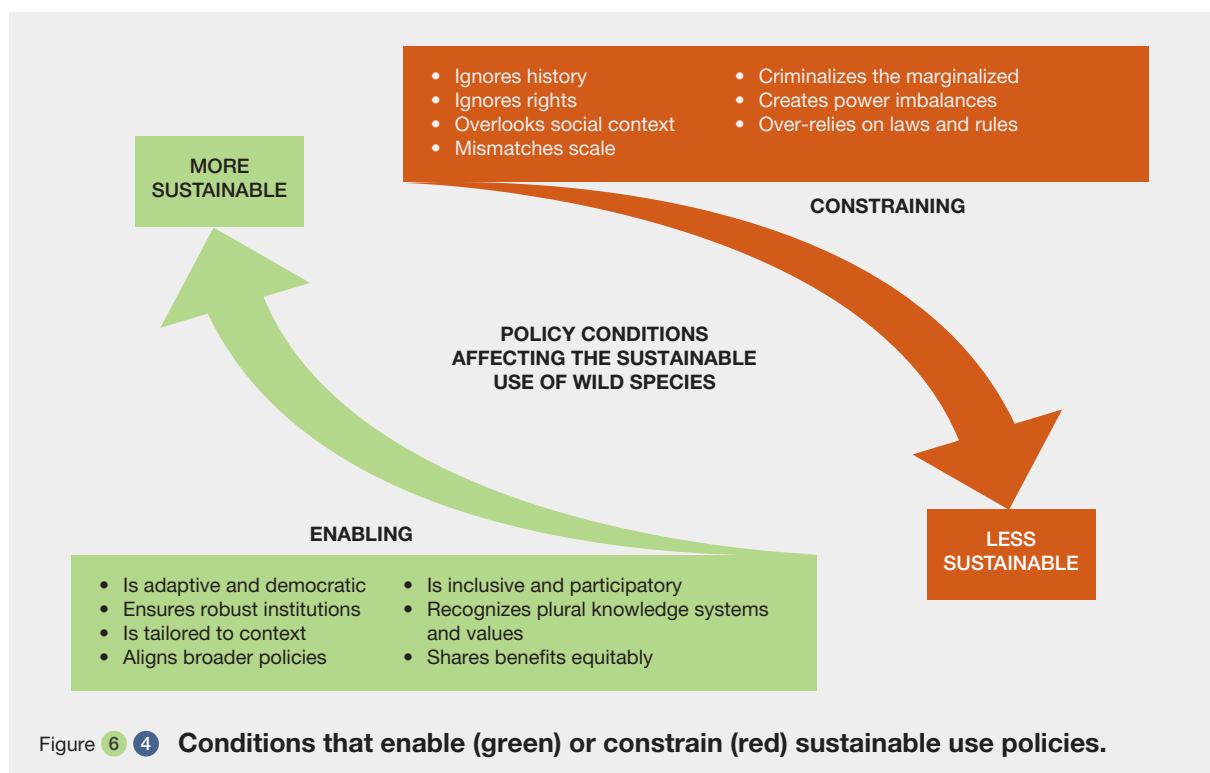 • Ignores history
• Ignores rights
• Overlooks social context
• Mismatches scale
• Criminalizes the marginalized
• Creates power imbalances
• Over-relies on laws and rules
MORE
SUSTAINABLE
CONSTRAINING
POLICY CONDITIONS
AFFECTING THE SUSTAINABLE
USE OF WILD SPECIES
ENABLING
LESS
SUSTAINABLE
• Is adaptive and democratic
• Ensures robust institutions
• Is tailored to context
• Aligns broader policies
• Is inclusive and participatory
• Recognizes plural knowledge systems
and values
• Shares benefits equitably
Figure 6 4 Conditions that enable (green) or constrain (red) sustainable use policies.